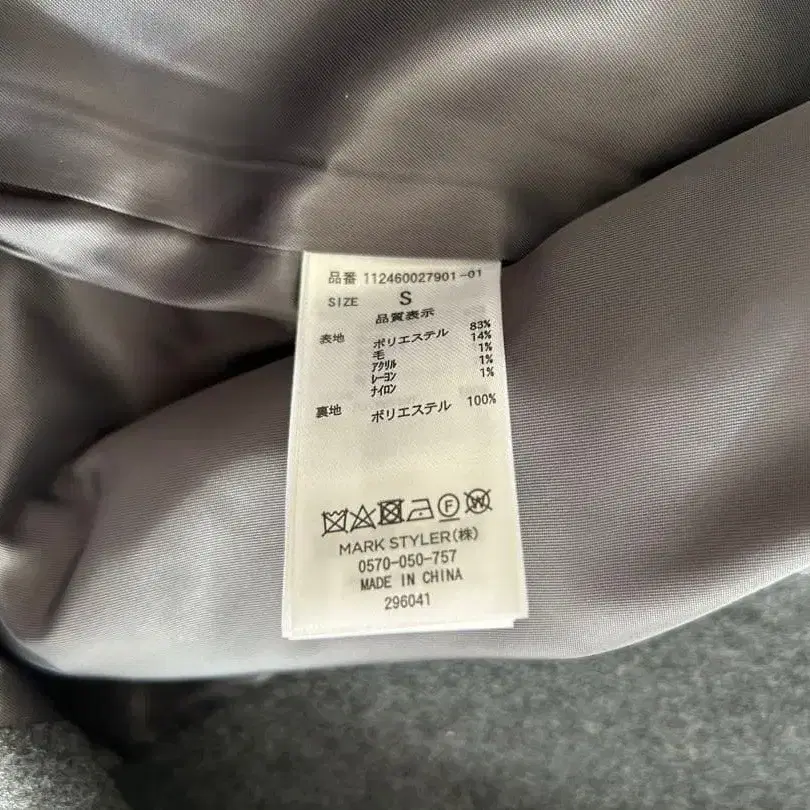 品番 112460027901-01
SIZE S
品質表示
表地 ポリエステル 83%
毛 14%
アクリル 1%
レーヨン 1%
ナイロン 1%
裏地 ポリエステル 100%
MARK STYLER(株)
0570-050-757
MADE IN CHINA
296041